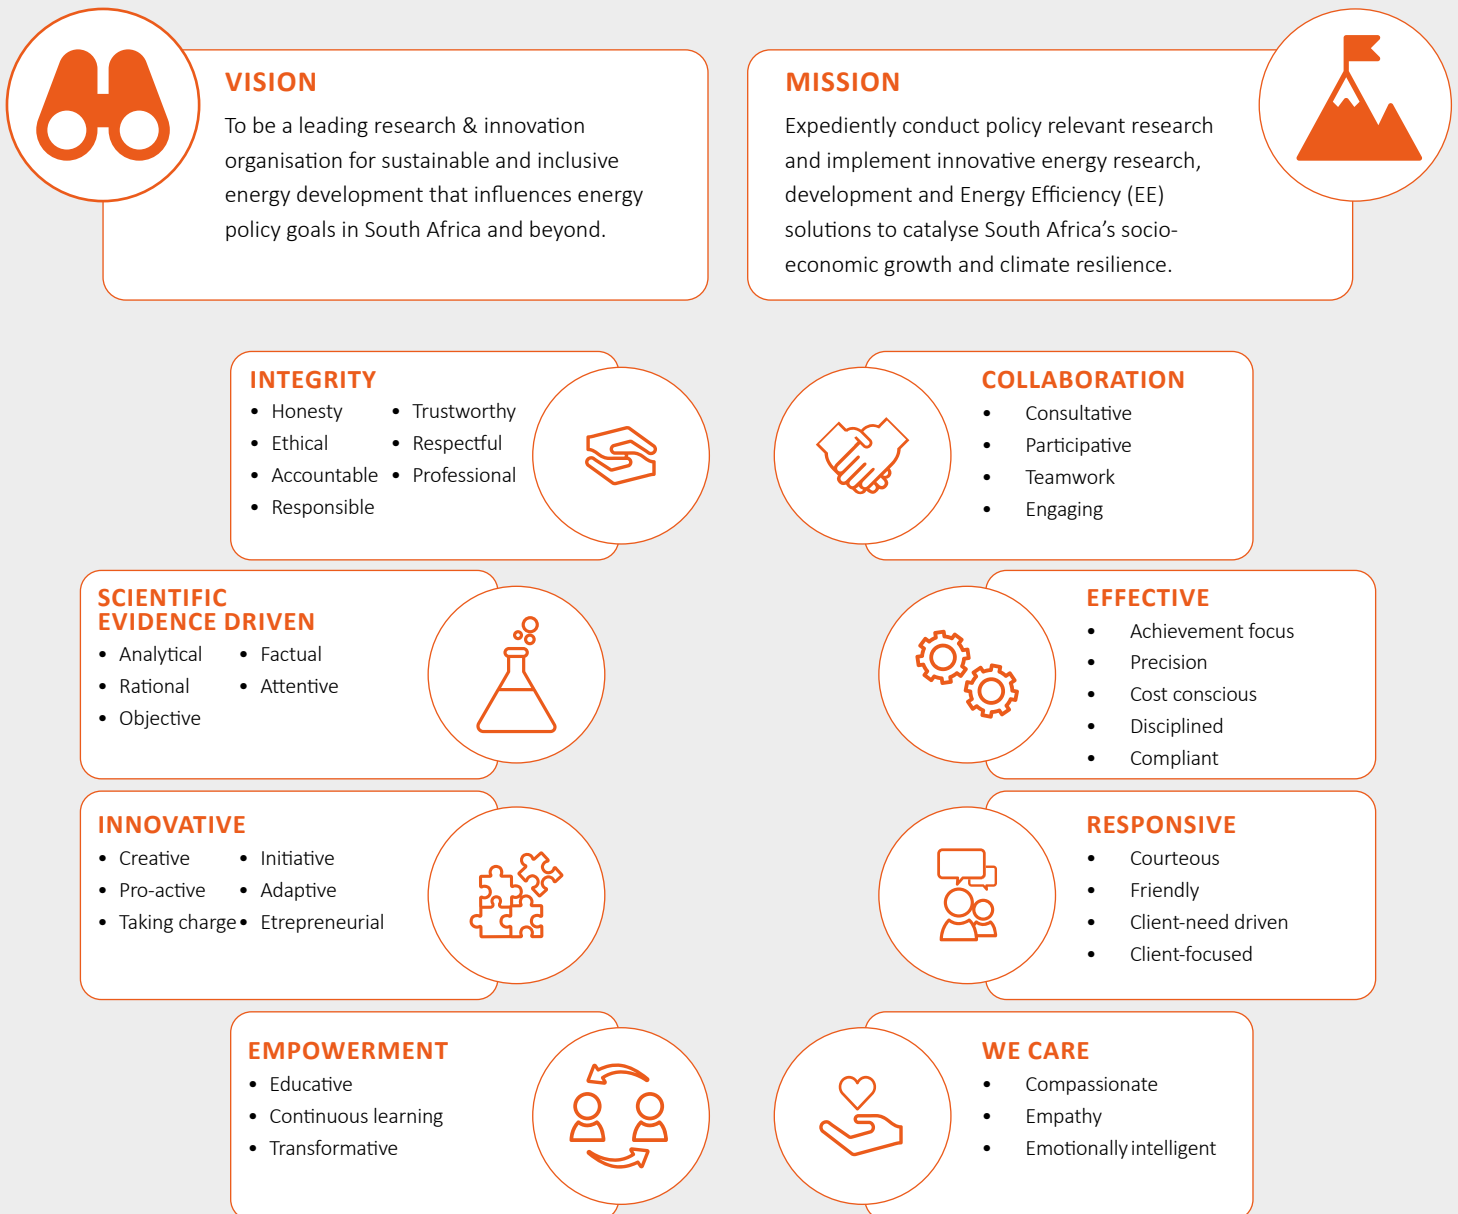 VISION
To be a leading research & innovation
organisation for sustainable and inclusive
energy development that influences energy
policy goals in South Africa and beyond.
MISSION
Expediently conduct policy relevant research
and implement innovative energy research,
development and Energy Efficiency (EE)
solutions to catalyse South Africa’s socio-
economic growth and climate resilience.
INTEGRITY
• Honesty
• Ethical
• Accountable
• Responsible
• Trustworthy
• Respectful
• Professional
COLLABORATION
• Consultative
• Participative
• Teamwork
• Engaging
SCIENTIFIC
EVIDENCE DRIVEN
• Analytical
• Rational
• Objective
• Factual
• Attentive
EFFECTIVE
• Achievement focus
• Precision
• Cost conscious
• Disciplined
• Compliant
INNOVATIVE
• Creative
• Pro-active
• Taking charge
• Initiative
• Adaptive
• Etrepreneurial
RESPONSIVE
• Courteous
• Friendly
• Client-need driven
• Client-focused
EMPOWERMENT
• Educative
• Continuous learning
• Transformative
WE CARE
• Compassionate
• Empathy
• Emotionally intelligent